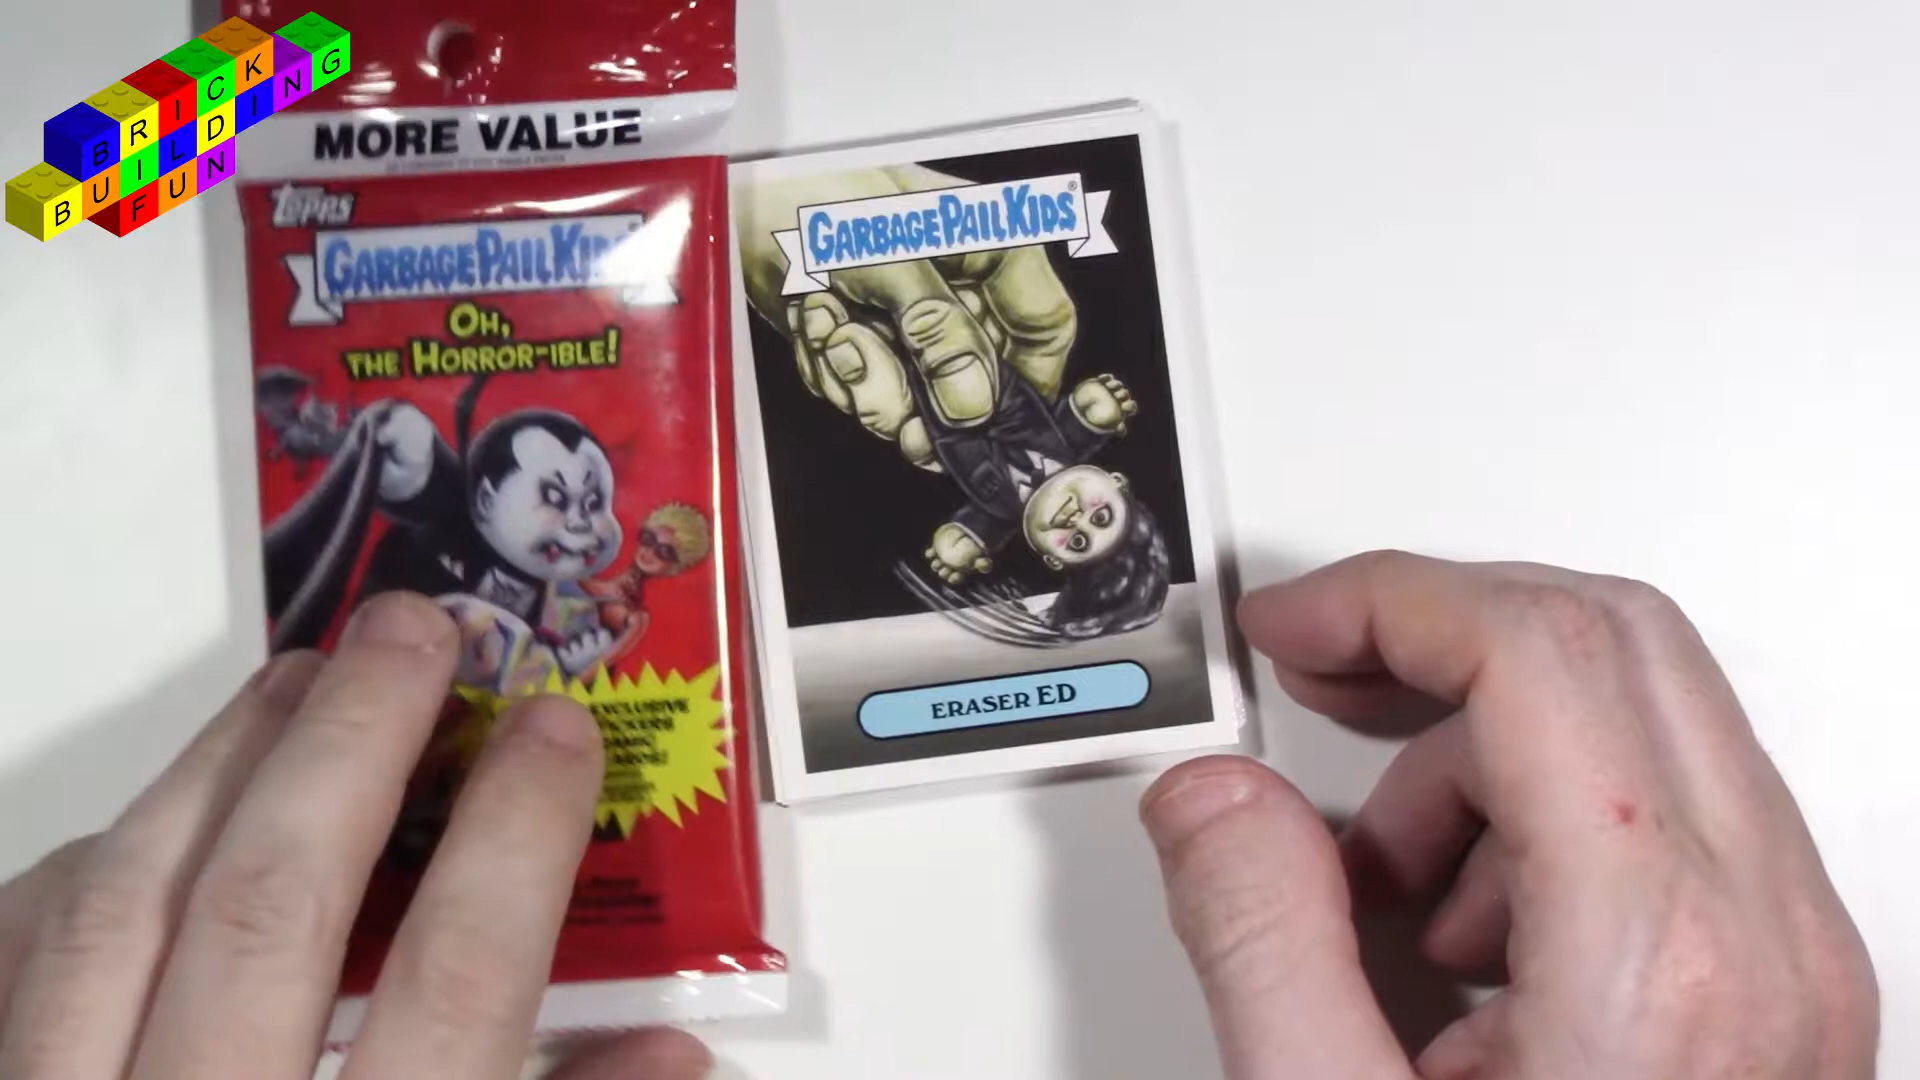 BRICK
BUILDING
FUN
MORE VALUE
TOPPS
GARBAGE PAIL KIDS
OH,
THE HORROR-IBLE!
EXCLUSIVE
GARBAGE PAIL KIDS®
ERASER ED